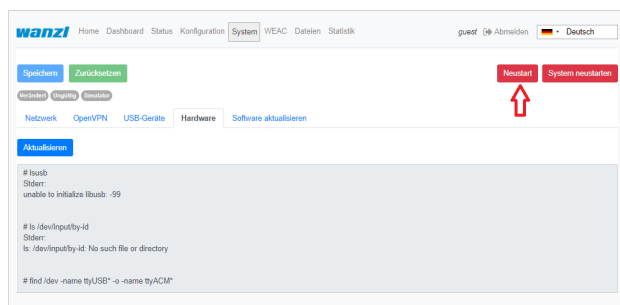 wanzl Home Dashboard Status Konfiguration System WEAC Dateien Statistik guest Abmelden Deutsch
Speichern Zurücksetzen Neustart System neustarten
Verändert Ungültig Simulator
Netzwerk OpenVPN USB-Geräte Hardware Software aktualisieren
Aktualisieren
# lsusb
Stderr:
unable to initialize libusb: -99
# ls /dev/input/by-id
Stderr:
ls: /dev/input/by-id: No such file or directory
# find /dev -name ttyUSB* -o -name ttyACM*